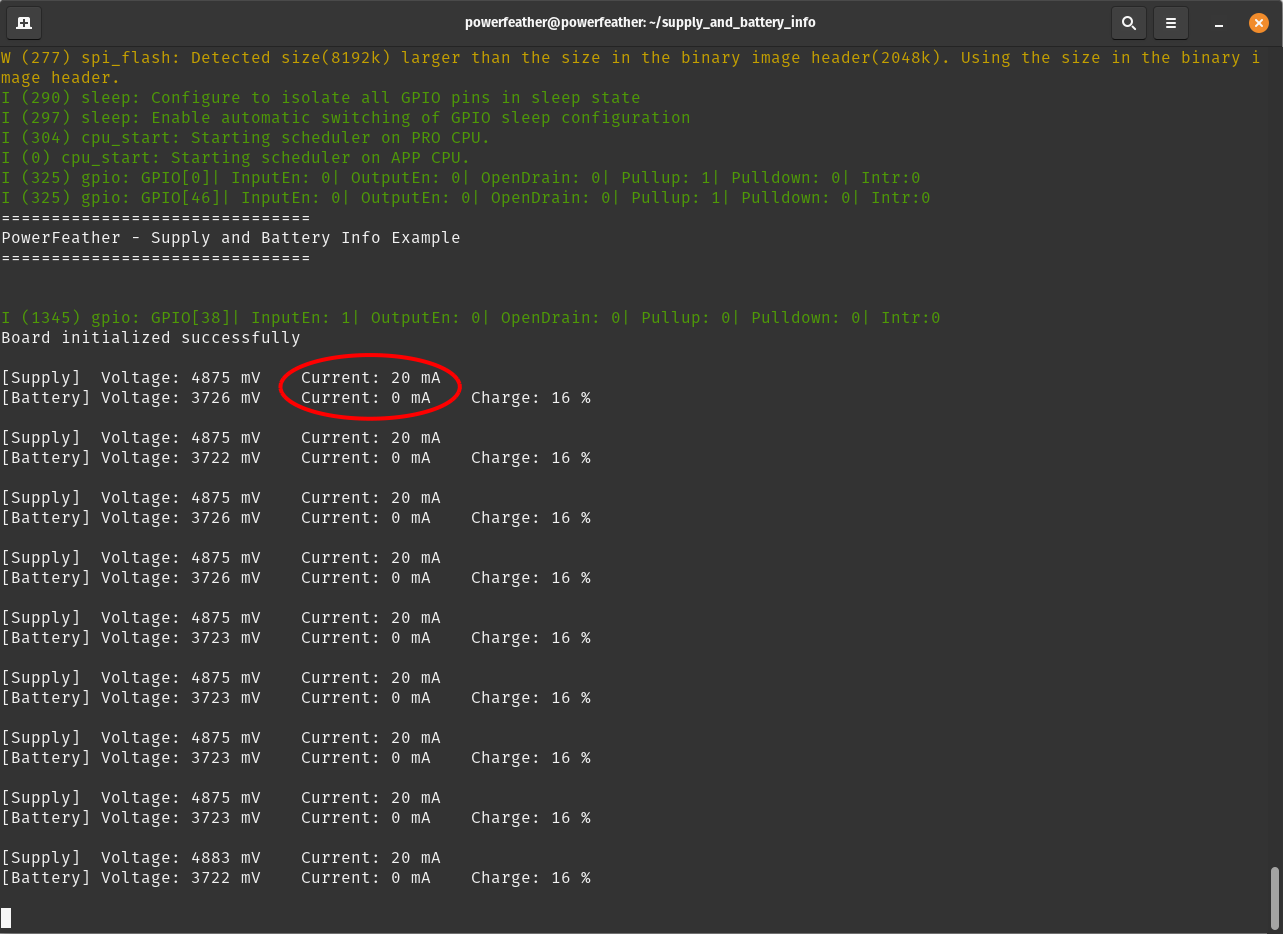 powerfeather@powerfeather: ~/supply_and_battery_info
W (277) spi_flash: Detected size(8192k) larger than the size in the binary image header(2048k). Using the size in the binary i
mage header.
I (290) sleep: Configure to isolate all GPIO pins in sleep state
I (297) sleep: Enable automatic switching of GPIO sleep configuration
I (304) cpu_start: Starting scheduler on PRO CPU.
I (0) cpu_start: Starting scheduler on APP CPU.
I (325) gpio: GPIO[0]| InputEn: 0| OutputEn: 0| OpenDrain: 0| Pullup: 1| Pulldown: 0| Intr:0
I (325) gpio: GPIO[46]| InputEn: 0| OutputEn: 0| OpenDrain: 0| Pullup: 1| Pulldown: 0| Intr:0
===============================
PowerFeather - Supply and Battery Info Example
===============================
I (1345) gpio: GPIO[38]| InputEn: 1| OutputEn: 0| OpenDrain: 0| Pullup: 0| Pulldown: 0| Intr:0
Board initialized successfully
[Supply]  Voltage: 4875 mV    Current: 20 mA
[Battery] Voltage: 3726 mV    Current: 0 mA    Charge: 16 %
[Supply]  Voltage: 4875 mV    Current: 20 mA
[Battery] Voltage: 3722 mV    Current: 0 mA    Charge: 16 %
[Supply]  Voltage: 4875 mV    Current: 20 mA
[Battery] Voltage: 3726 mV    Current: 0 mA    Charge: 16 %
[Supply]  Voltage: 4875 mV    Current: 20 mA
[Battery] Voltage: 3726 mV    Current: 0 mA    Charge: 16 %
[Supply]  Voltage: 4875 mV    Current: 20 mA
[Battery] Voltage: 3723 mV    Current: 0 mA    Charge: 16 %
[Supply]  Voltage: 4875 mV    Current: 20 mA
[Battery] Voltage: 3723 mV    Current: 0 mA    Charge: 16 %
[Supply]  Voltage: 4875 mV    Current: 20 mA
[Battery] Voltage: 3723 mV    Current: 0 mA    Charge: 16 %
[Supply]  Voltage: 4875 mV    Current: 20 mA
[Battery] Voltage: 3723 mV    Current: 0 mA    Charge: 16 %
[Supply]  Voltage: 4883 mV    Current: 20 mA
[Battery] Voltage: 3722 mV    Current: 0 mA    Charge: 16 %